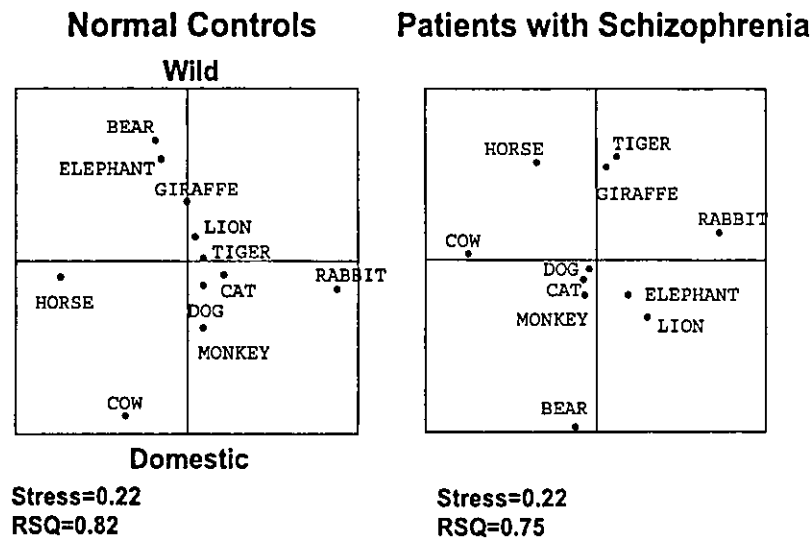 Normal Controls
Wild
BEAR
ELEPHANT
GIRAFFE
LION
TIGER
CAT
RABBIT
HORSE
DOG
MONKEY
COW
Domestic
Stress=0.22
RSQ=0.82
Patients with Schizophrenia
HORSE
TIGER
GIRAFFE
RABBIT
COW
DOG
CAT
ELEPHANT
MONKEY
LION
BEAR
Stress=0.22
RSQ=0.75